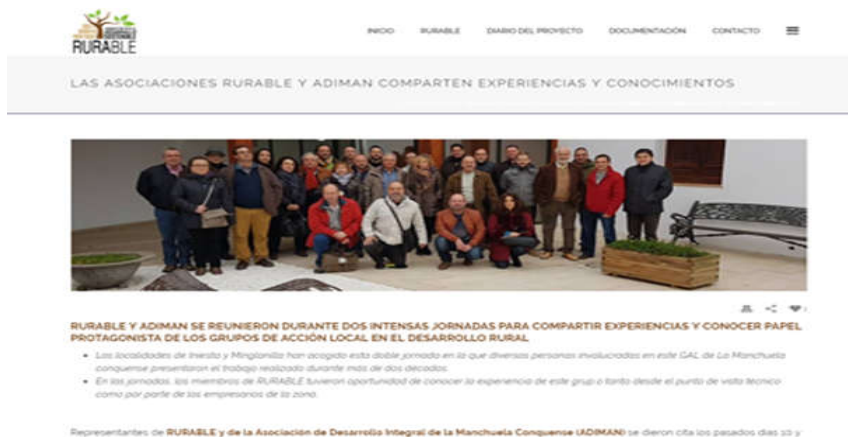 RURABLE
INICIO RURABLE DIARIO DEL PROYECTO DOCUMENTACIÓN CONTACTO
LAS ASOCIACIONES RURABLE Y ADIMAN COMPARTEN EXPERIENCIAS Y CONOCIMIENTOS
RURABLE Y ADIMAN SE REUNIERON DURANTE DOS INTENSAS JORNADAS PARA COMPARTIR EXPERIENCIAS Y CONOCER PAPEL
PROTAGONISTA DE LOS GRUPOS DE ACCIÓN LOCAL EN EL DESARROLLO RURAL
Las localidades de Iniesta y Minglanilla han acogido esta doble jornada en la que diversas personas involucradas en este GAL de La Manchuela
conquense presentaron el trabajo realizado durante más de dos décadas.
En las jornadas, los miembros de RURABLE tuvieron oportunidad de conocer la experiencia de este grupo o tanto desde el punto de vista técnico
como por parte de los empresarios de la zona.
Representantes de RURABLE y de la Asociación de Desarrollo Integral de la Manchuela Conquense (ADIMAN) se dieron cita los pasados días 10 y